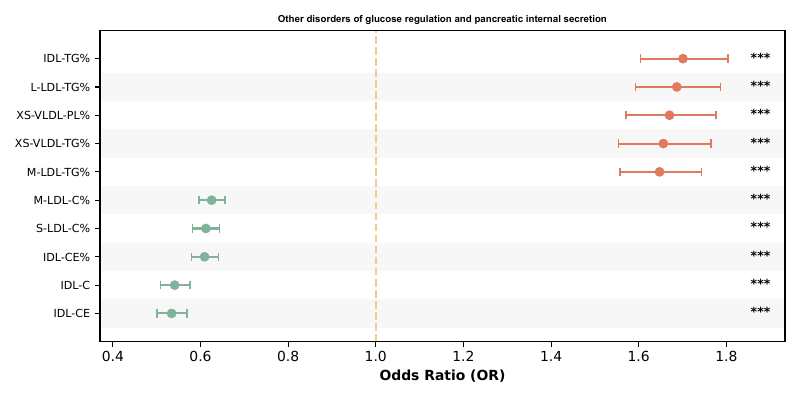 Other disorders of glucose regulation and pancreatic internal secretion
IDL-TG% ***
L-LDL-TG% ***
XS-VLDL-PL% ***
XS-VLDL-TG% ***
M-LDL-TG% ***
M-LDL-C% ***
S-LDL-C% ***
IDL-CE% ***
IDL-C ***
IDL-CE ***
0.4 0.6 0.8 1.0 1.2 1.4 1.6 1.8
Odds Ratio (OR)